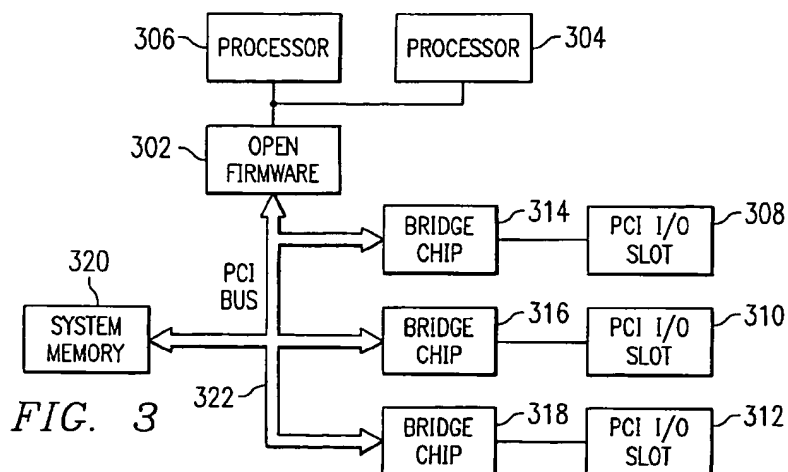 306
PROCESSOR
PROCESSOR
304
302
OPEN
FIRMWARE
BRIDGE
CHIP
314
PCI I/O
SLOT
308
PCI
BUS
320
SYSTEM
MEMORY
BRIDGE
CHIP
316
PCI I/O
SLOT
310
322
BRIDGE
CHIP
318
PCI I/O
SLOT
312
FIG. 3